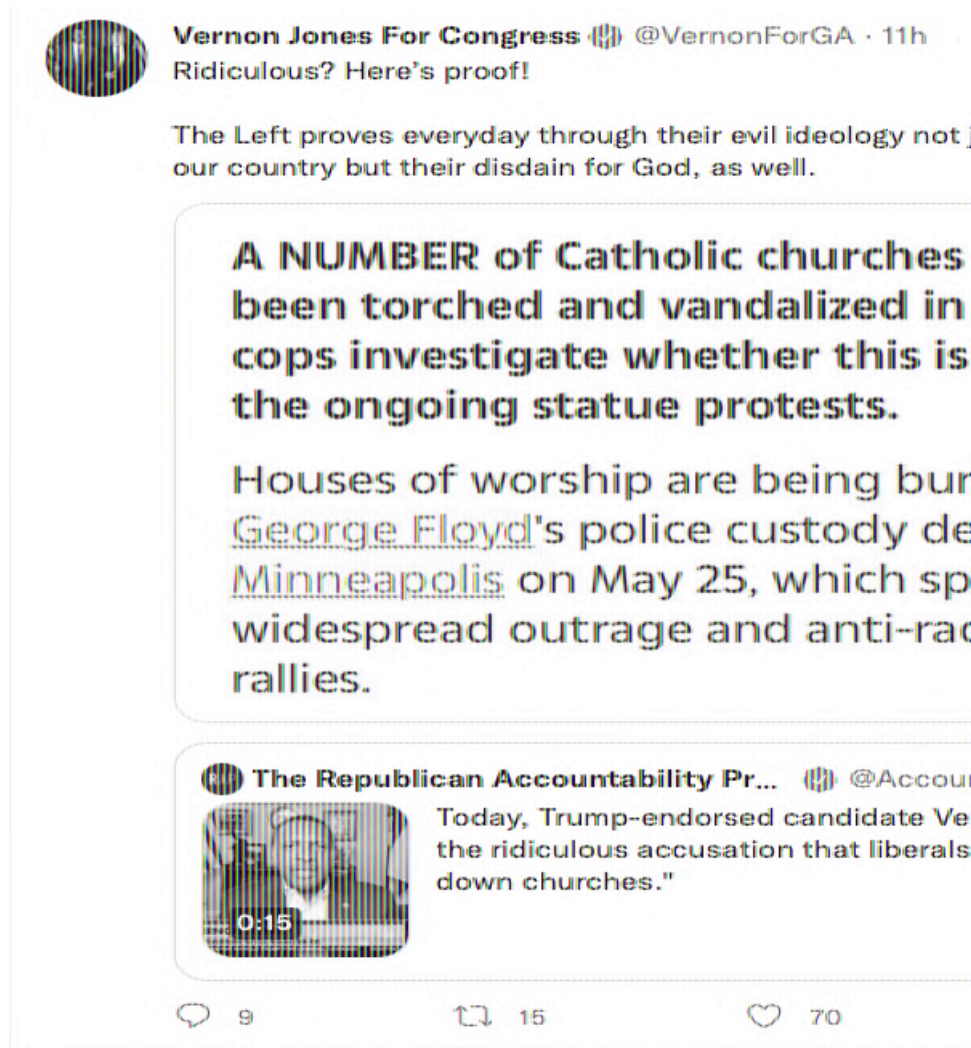 Vernon Jones For Congress @VernonForGA · 11h
Ridiculous? Here's proof!
The Left proves everyday through their evil ideology not
our country but their disdain for God, as well.
A NUMBER of Catholic churches
been torched and vandalized in
cops investigate whether this is
the ongoing statue protests.
Houses of worship are being bur
George Floyd's police custody de
Minneapolis on May 25, which sp
widespread outrage and anti-rac
rallies.
The Republican Accountability Pr... @Accoun
Today, Trump-endorsed candidate Ve
the ridiculous accusation that liberals
down churches."
0:15
9 15 70